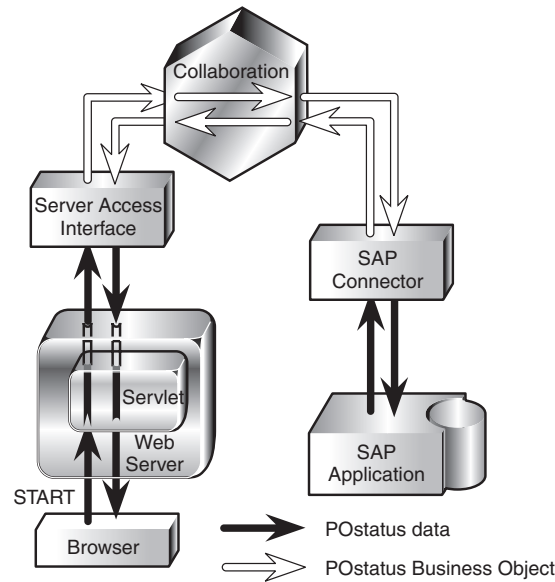 Collaboration
Server Access
Interface
SAP
Connector
Servlet
Web
Server
SAP
Application
START
Browser
POstatus data
POstatus Business Object